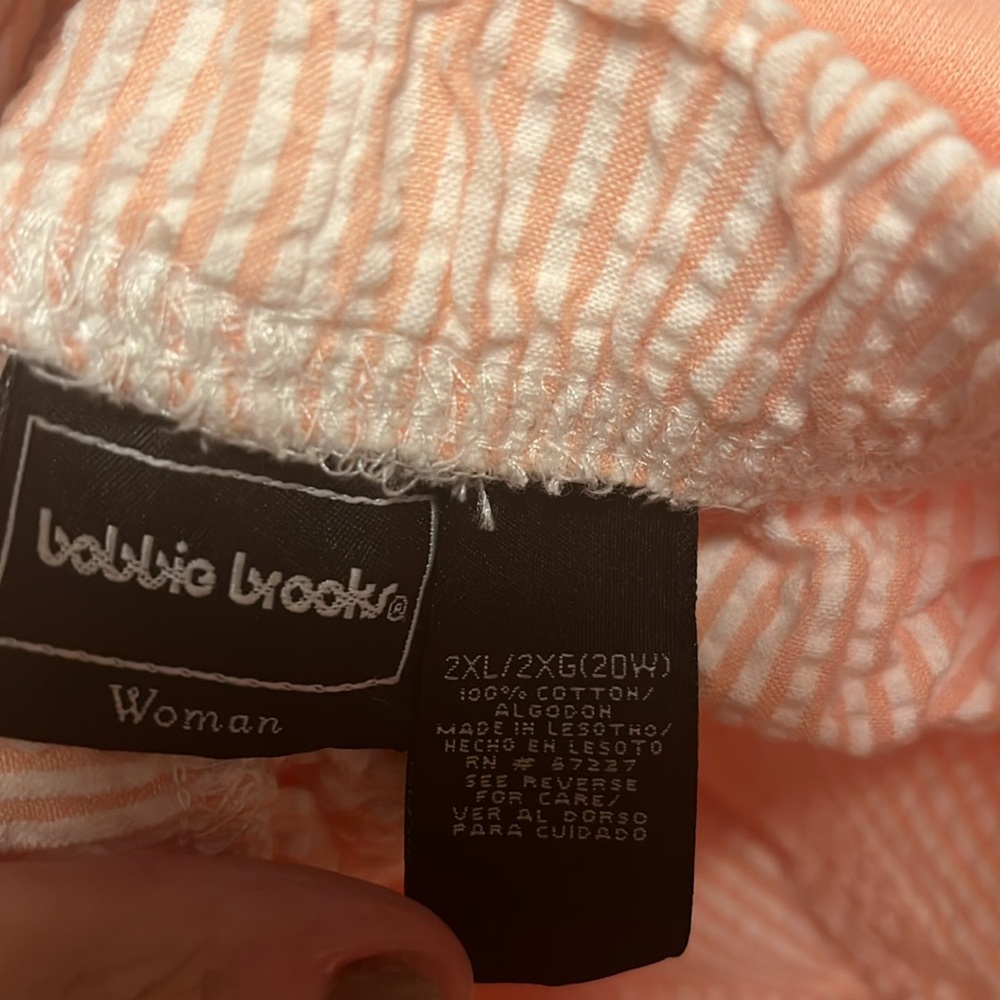 bobbie brooks®
Woman
2XL/2XG(20W)
100% COTTON/
ALGODON
MADE IN LESOTHO/
HECHO EN LESOTO
RN # 67227
SEE REVERSE
FOR CARE/
VER AL DORSO
PARA CUIDADO